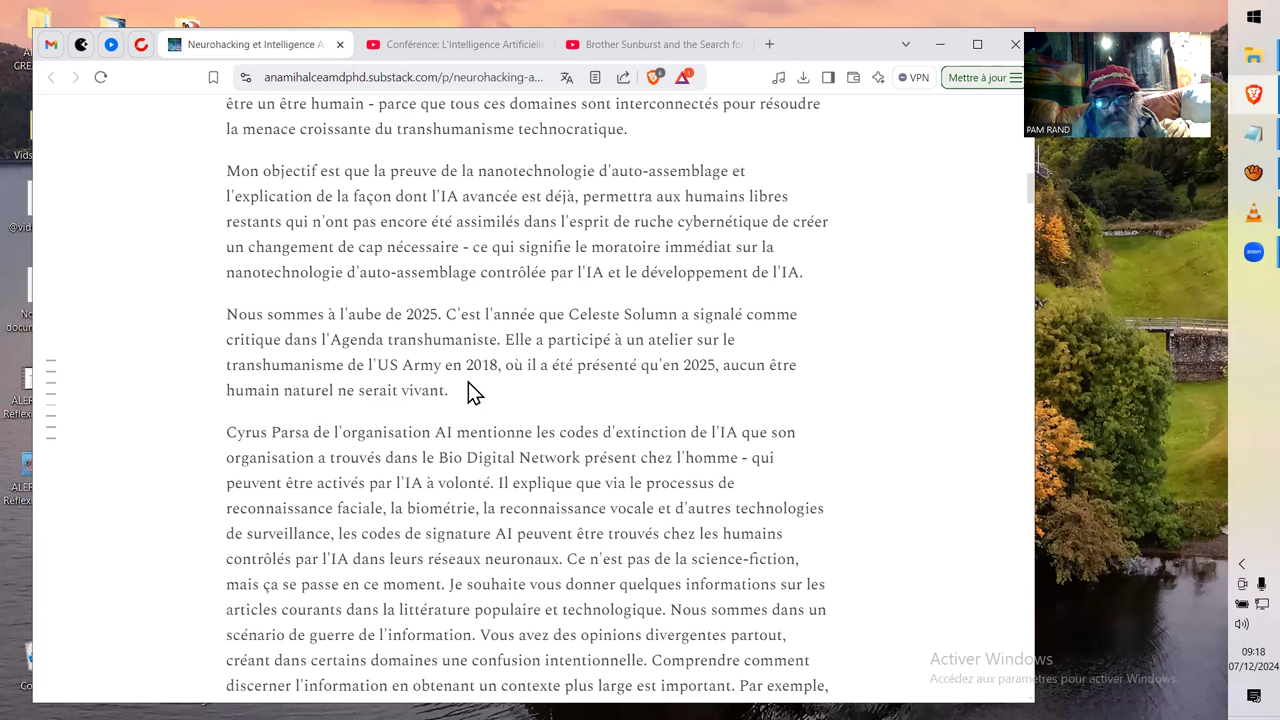 Neurohacking et Intelligence A
Conférence: L'Intelligence Artificielle
Brother Sunburst and the Search for
anamihalceamdphd.substack.com/p/neurohacking-a...
6
1
VPN
Mettre à jour
PAM RAND
être un être humain - parce que tous ces domaines sont interconnectés pour résoudre
la menace croissante du transhumanisme technocratique.
Mon objectif est que la preuve de la nanotechnologie d'auto-assemblage et
l'explication de la façon dont l'IA avancée est déjà, permettra aux humains libres
restants qui n'ont pas encore été assimilés dans l'esprit de ruche cybernétique de créer
un changement de cap nécessaire - ce qui signifie le moratoire immédiat sur la
nanotechnologie d'auto-assemblage contrôlée par l'IA et le développement de l'IA.
Nous sommes à l'aube de 2025. C'est l'année que Celeste Solumn a signalé comme
critique dans l'Agenda transhumaniste. Elle a participé à un atelier sur le
transhumanisme de l'US Army en 2018, où il a été présenté qu'en 2025, aucun être
humain naturel ne serait vivant.
Cyrus Parsa de l'organisation AI mentionne les codes d'extinction de l'IA que son
organisation a trouvés dans le Bio Digital Network présent chez l'homme - qui
peuvent être activés par l'IA à volonté. Il explique que via le processus de
reconnaissance faciale, la biométrie, la reconnaissance vocale et d'autres technologies
de surveillance, les codes de signature AI peuvent être trouvés chez les humains
contrôlés par l'IA dans leurs réseaux neuronaux. Ce n'est pas de la science-fiction,
mais ça se passe en ce moment. Je souhaite vous donner quelques informations sur les
articles courants dans la littérature populaire et technologique. Nous sommes dans un
scénario de guerre de l'information. Vous avez des opinions divergentes partout,
créant dans certains domaines une confusion intentionnelle. Comprendre comment
discerner l'information en donnant un contexte plus large est important. Par exemple,
Activer Windows
Accédez aux paramètres pour activer Windows.
zoom
09:18
07/12/2024